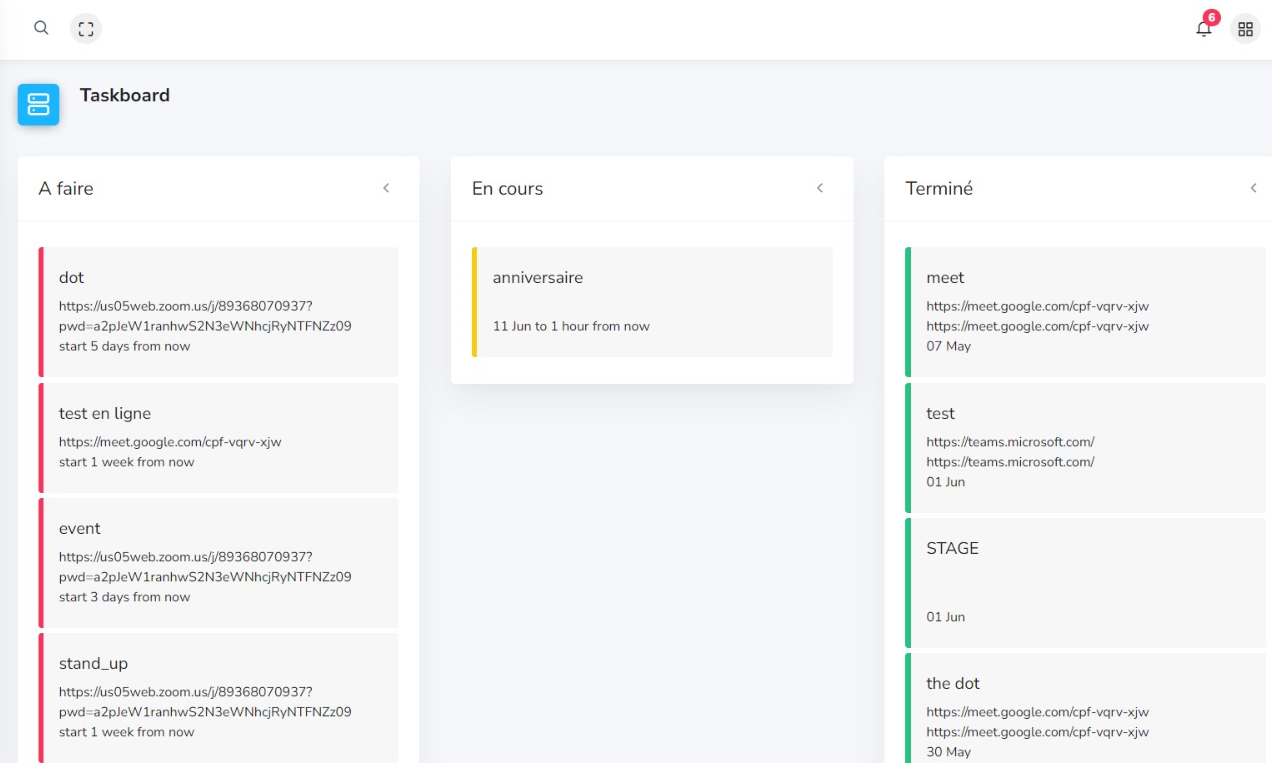 6
Taskboard
A faire
dot
https://us05web.zoom.us/j/89368070937?
pwd=a2pJeW1ranhwS2N3eWNhcjRyNTFNZz09
start 5 days from now
test en ligne
https://meet.google.com/cpf-vqrv-xjw
start 1 week from now
event
https://us05web.zoom.us/j/89368070937?
pwd=a2pJeW1ranhwS2N3eWNhcjRyNTFNZz09
start 3 days from now
stand_up
https://us05web.zoom.us/j/89368070937?
pwd=a2pJeW1ranhwS2N3eWNhcjRyNTFNZz09
start 1 week from now
En cours
anniversaire
11 Jun to 1 hour from now
Terminé
meet
https://meet.google.com/cpf-vqrv-xjw
https://meet.google.com/cpf-vqrv-xjw
07 May
test
https://teams.microsoft.com/
https://teams.microsoft.com/
01 Jun
STAGE
01 Jun
the dot
https://meet.google.com/cpf-vqrv-xjw
https://meet.google.com/cpf-vqrv-xjw
30 May